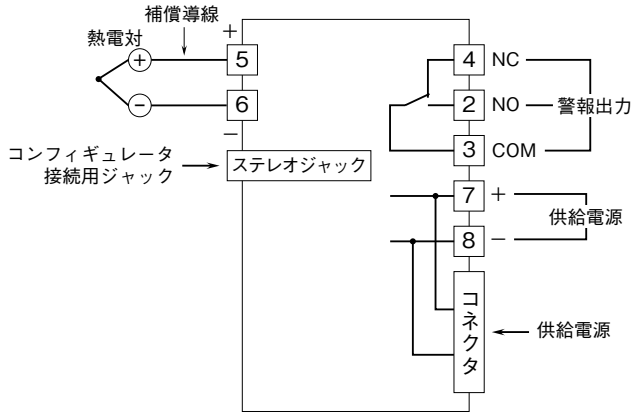 補償導線
熱電対
+
+
5
−
6
−
コンフィギュレータ
接続用ジャック
ステレオジャック
4 NC
2 NO
3 COM
警報出力
7 +
8 −
供給電源
コネクタ
供給電源